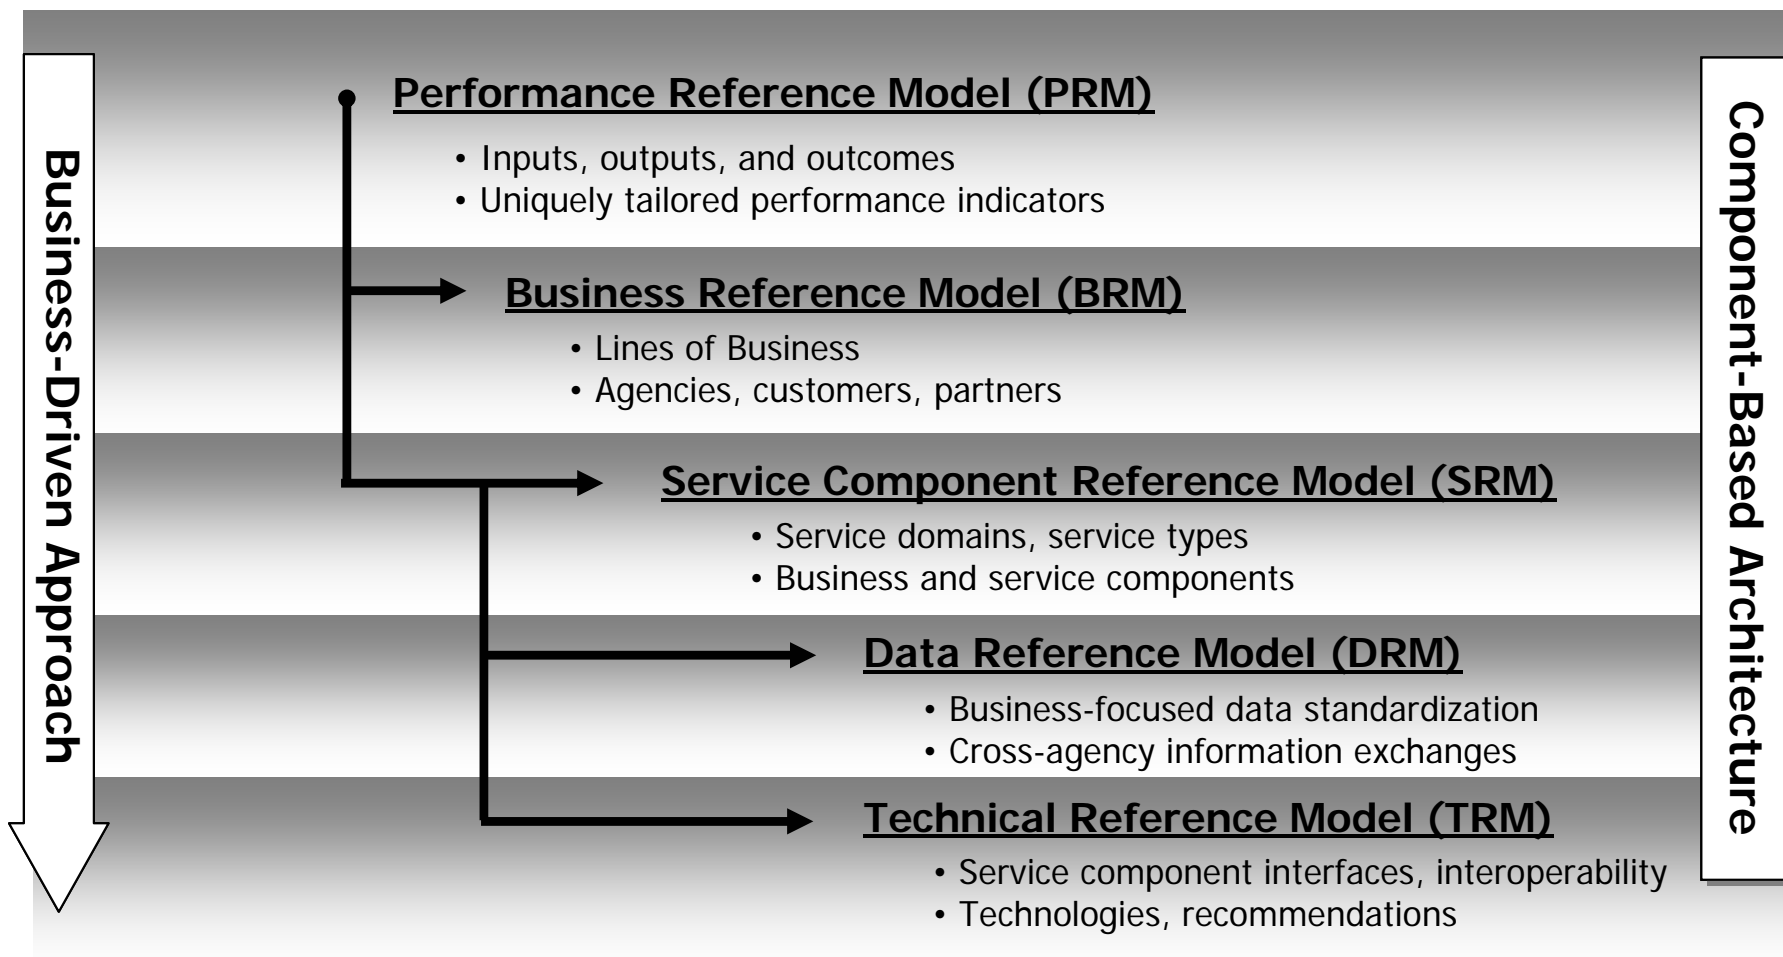 Business-Driven Approach
Performance Reference Model (PRM)
• Inputs, outputs, and outcomes
• Uniquely tailored performance indicators
Business Reference Model (BRM)
• Lines of Business
• Agencies, customers, partners
Service Component Reference Model (SRM)
• Service domains, service types
• Business and service components
Data Reference Model (DRM)
• Business-focused data standardization
• Cross-agency information exchanges
Technical Reference Model (TRM)
• Service component interfaces, interoperability
• Technologies, recommendations
Component-Based Architecture